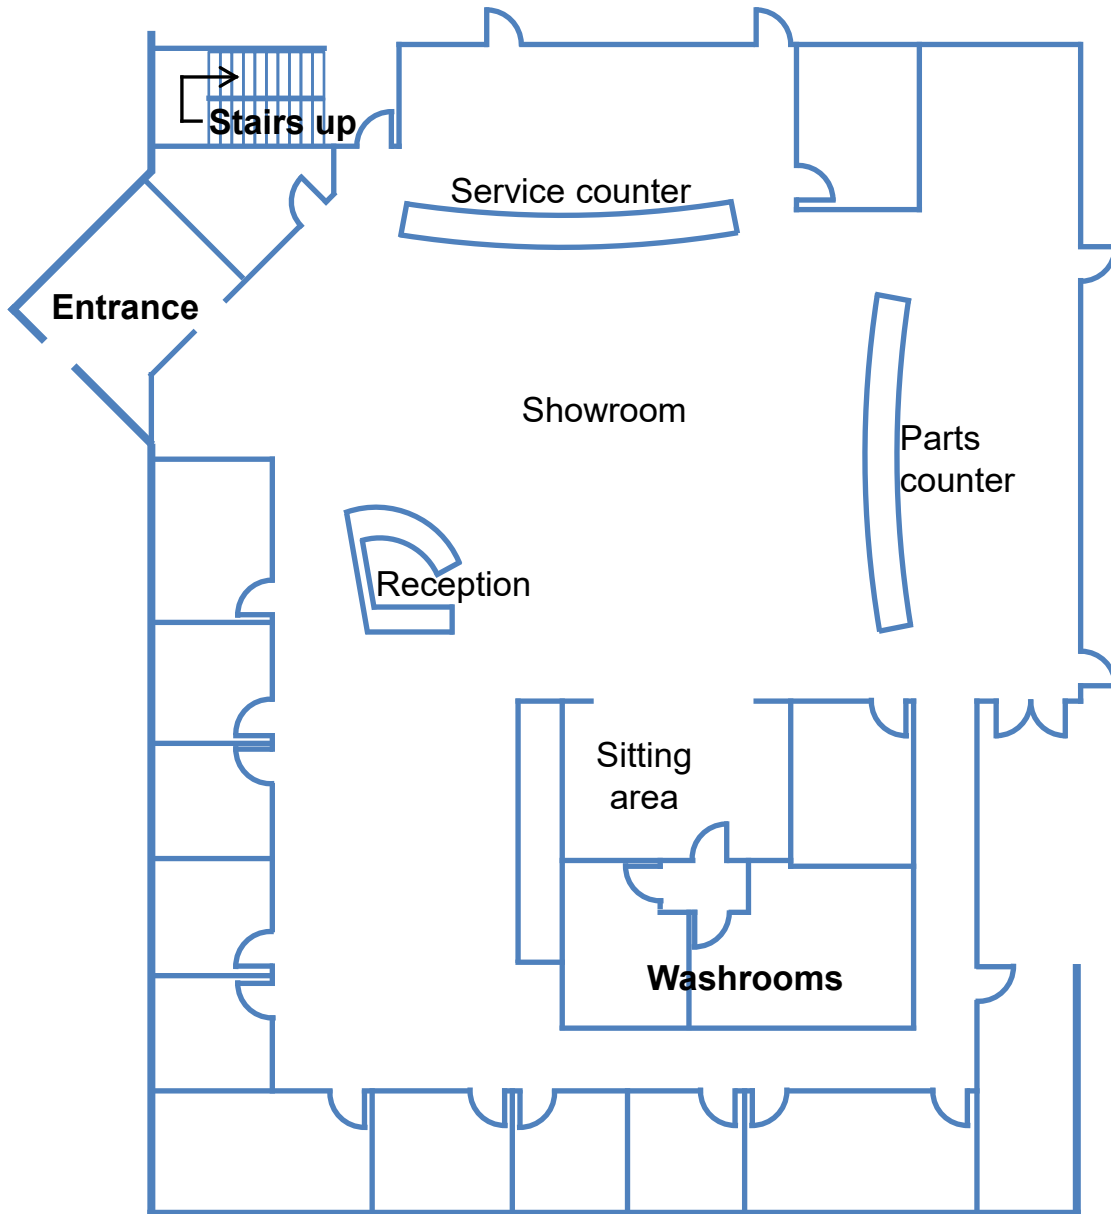 Stairs up
Service counter
Entrance
Showroom
Parts
counter
Reception
Sitting
area
Washrooms